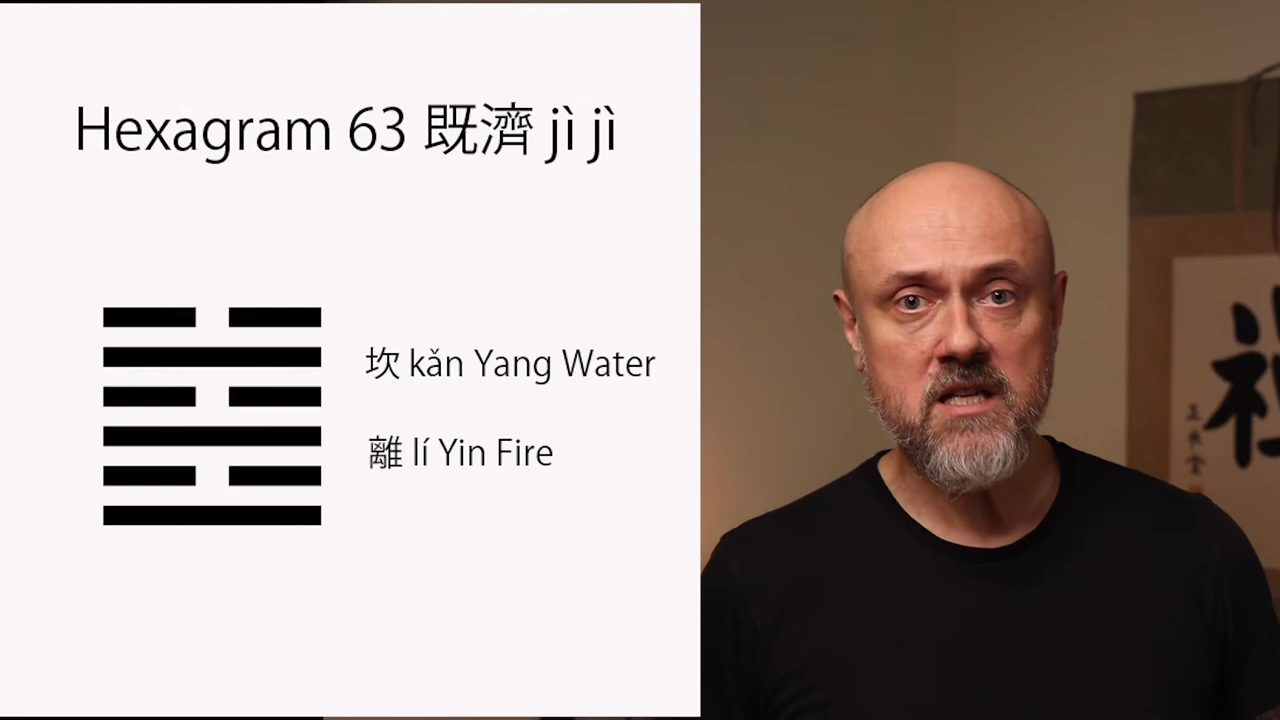 Hexagram 63 既濟 jì jì
坎 kǎn Yang Water
離 lí Yin Fire